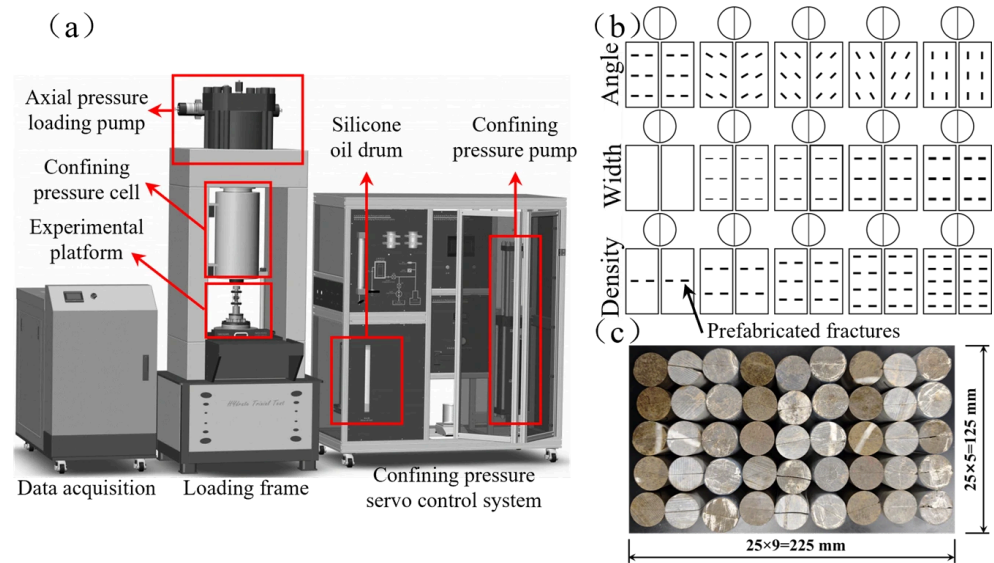 (a)
Axial pressure
loading pump
Confining
pressure cell
Experimental
platform
Silicone
oil drum
Confining
pressure pump
Data acquisition
Loading frame
Confining pressure
servo control system
(b)
Angle
Width
Density
Prefabricated fractures
(c)
25×5=125 mm
25×9=225 mm